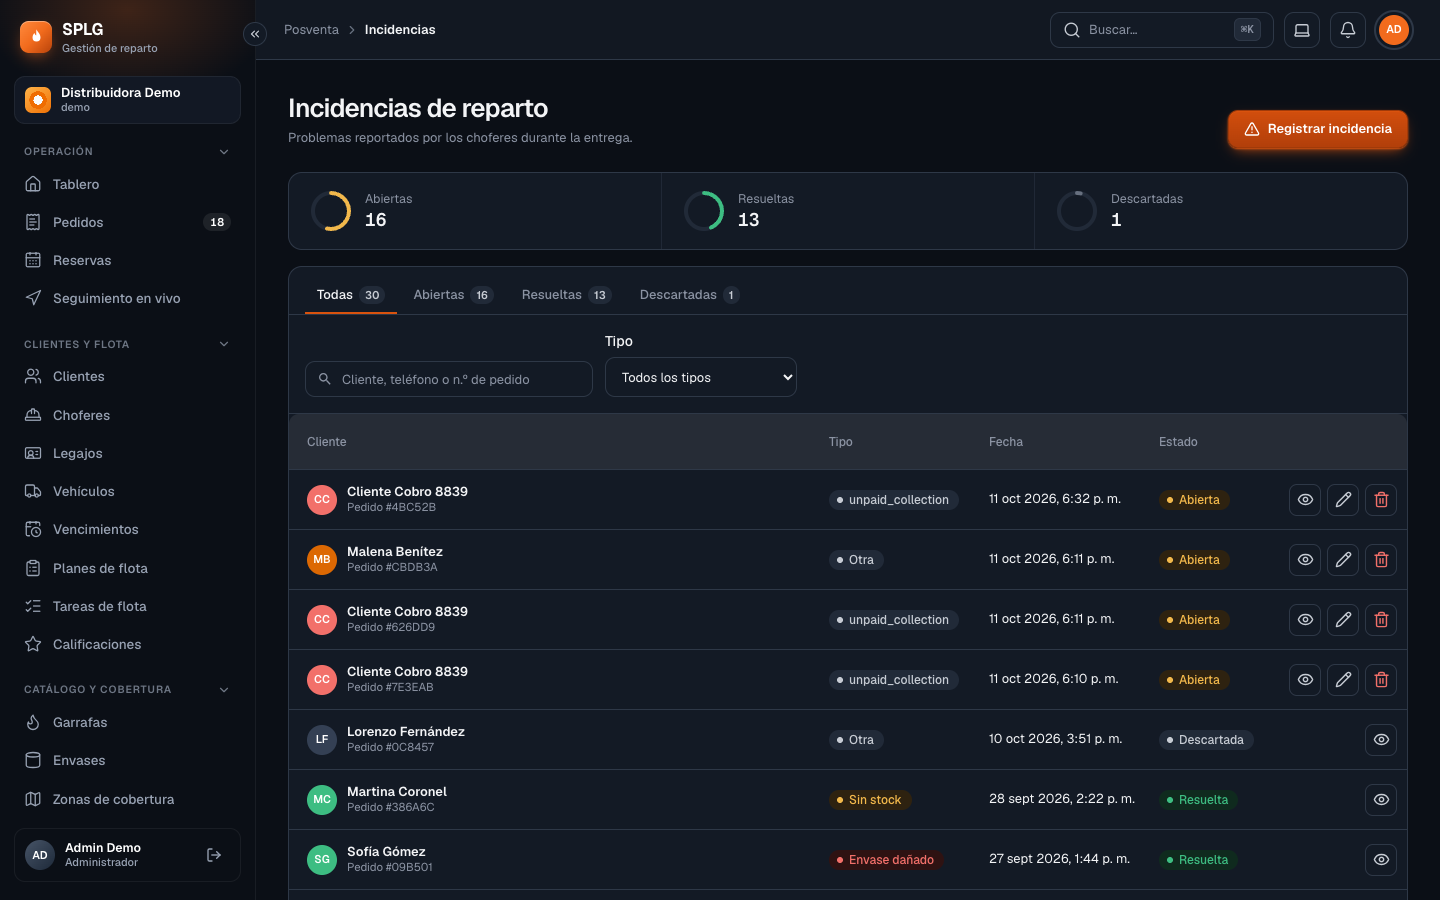 SPLG
Gestión de reparto
Distribuidora Demo
demo
OPERACIÓN
Tablero
Pedidos 18
Reservas
Seguimiento en vivo
CLIENTES Y FLOTA
Clientes
Choferes
Legajos
Vehículos
Vencimientos
Planes de flota
Tareas de flota
Calificaciones
CATÁLOGO Y COBERTURA
Garrafas
Envases
Zonas de cobertura
AD
Admin Demo
Administrador
Posventa > Incidencias
Buscar... ⌘K
AD
Incidencias de reparto
Problemas reportados por los choferes durante la entrega.
Registrar incidencia
Abiertas
16
Resueltas
13
Descartadas
1
Todas 30 Abiertas 16 Resueltas 13 Descartadas 1
Tipo
Cliente, teléfono o n.º de pedido
Todos los tipos
Cliente Tipo Fecha Estado
CC Cliente Cobro 8839 unpaid_collection 11 oct 2026, 6:32 p. m. Abierta
Pedido #4BC52B
MB Malena Benítez Otra 11 oct 2026, 6:11 p. m. Abierta
Pedido #CBDB3A
CC Cliente Cobro 8839 unpaid_collection 11 oct 2026, 6:11 p. m. Abierta
Pedido #626DD9
CC Cliente Cobro 8839 unpaid_collection 11 oct 2026, 6:10 p. m. Abierta
Pedido #7E3EAB
LF Lorenzo Fernández Otra 10 oct 2026, 3:51 p. m. Descartada
Pedido #0C8457
MC Martina Coronel Sin stock 28 sept 2026, 2:22 p. m. Resuelta
Pedido #386A6C
SG Sofía Gómez Envase dañado 27 sept 2026, 1:44 p. m. Resuelta
Pedido #09B501